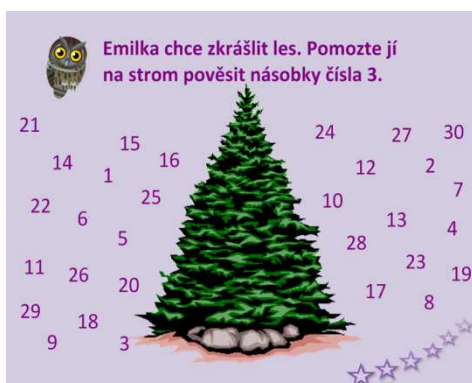 Emilka chce zkrášlit les. Pomozte jí
na strom pověsit násobky čísla 3.
21 15 24 27 30
14 1 16 12 2
22 6 25 10 7
5 28 13 4
11 26 20 17 23 19
29 18 8
9 3